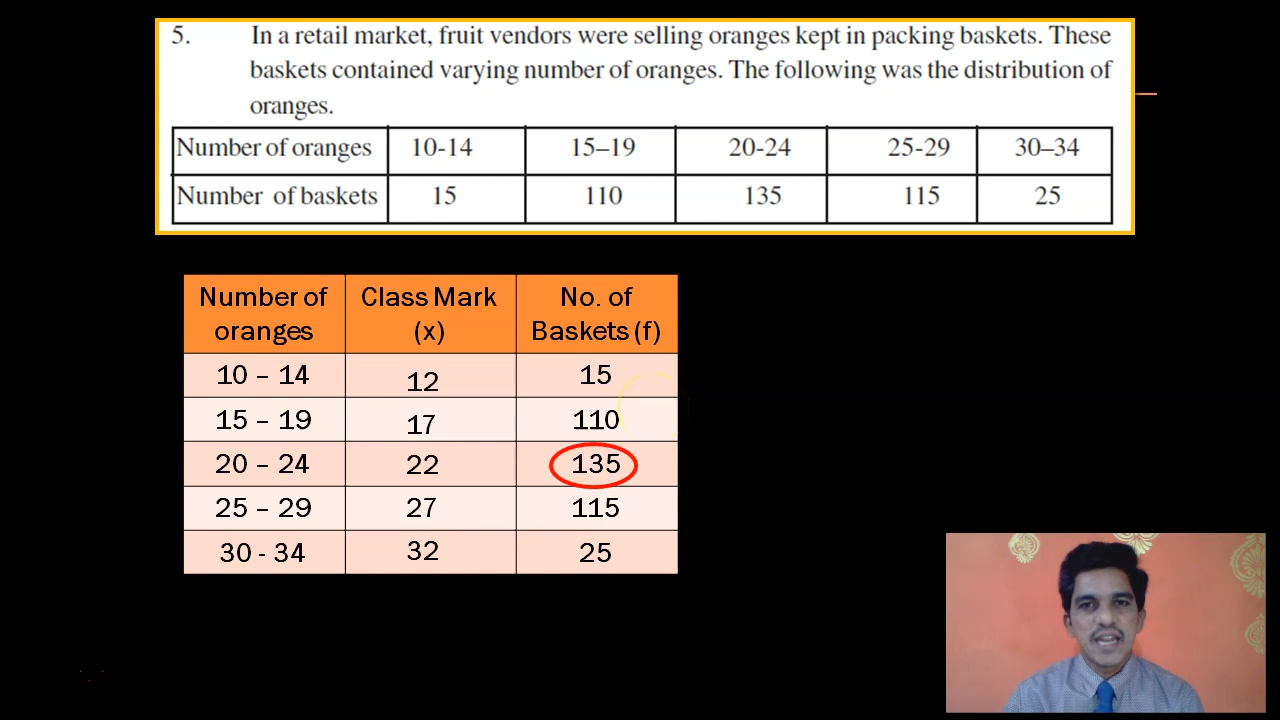 5. In a retail market, fruit vendors were selling oranges kept in packing baskets. These
baskets contained varying number of oranges. The following was the distribution of
oranges.
Number of oranges 10-14 15–19 20-24 25-29 30–34
Number of baskets 15 110 135 115 25
Number of oranges Class Mark (x) No. of Baskets (f)
10 – 14 12 15
15 – 19 17 110
20 – 24 22 135
25 – 29 27 115
30 - 34 32 25